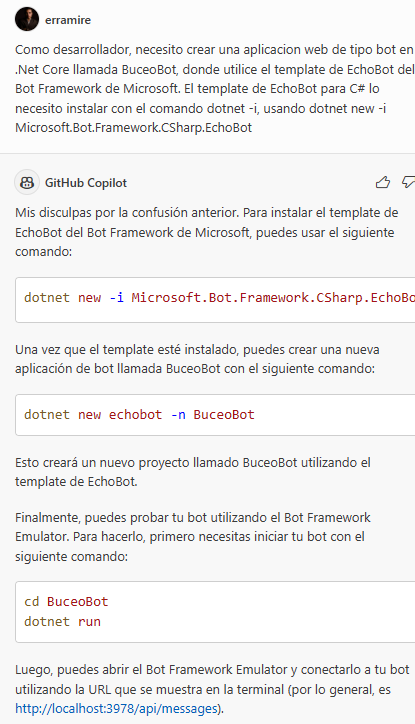 erramire
Como desarrollador, necesito crear una aplicacion web de tipo bot en
.Net Core llamada BuceoBot, donde utilice el template de EchoBot del
Bot Framework de Microsoft. El template de EchoBot para C# lo
necesito instalar con el comando dotnet -i, usando dotnet new -i
Microsoft.Bot.Framework.CSharp.EchoBot
GitHub Copilot
Mis disculpas por la confusión anterior. Para instalar el template de
EchoBot del Bot Framework de Microsoft, puedes usar el siguiente
comando:
dotnet new -i Microsoft.Bot.Framework.CSharp.EchoBo
Una vez que el template esté instalado, puedes crear una nueva
aplicación de bot llamada BuceoBot con el siguiente comando:
dotnet new echobot -n BuceoBot
Esto creará un nuevo proyecto llamado BuceoBot utilizando el
template de EchoBot.
Finalmente, puedes probar tu bot utilizando el Bot Framework
Emulator. Para hacerlo, primero necesitas iniciar tu bot con el
siguiente comando:
cd BuceoBot
dotnet run
Luego, puedes abrir el Bot Framework Emulator y conectarlo a tu bot
utilizando la URL que se muestra en la terminal (por lo general, es
http://localhost:3978/api/messages).